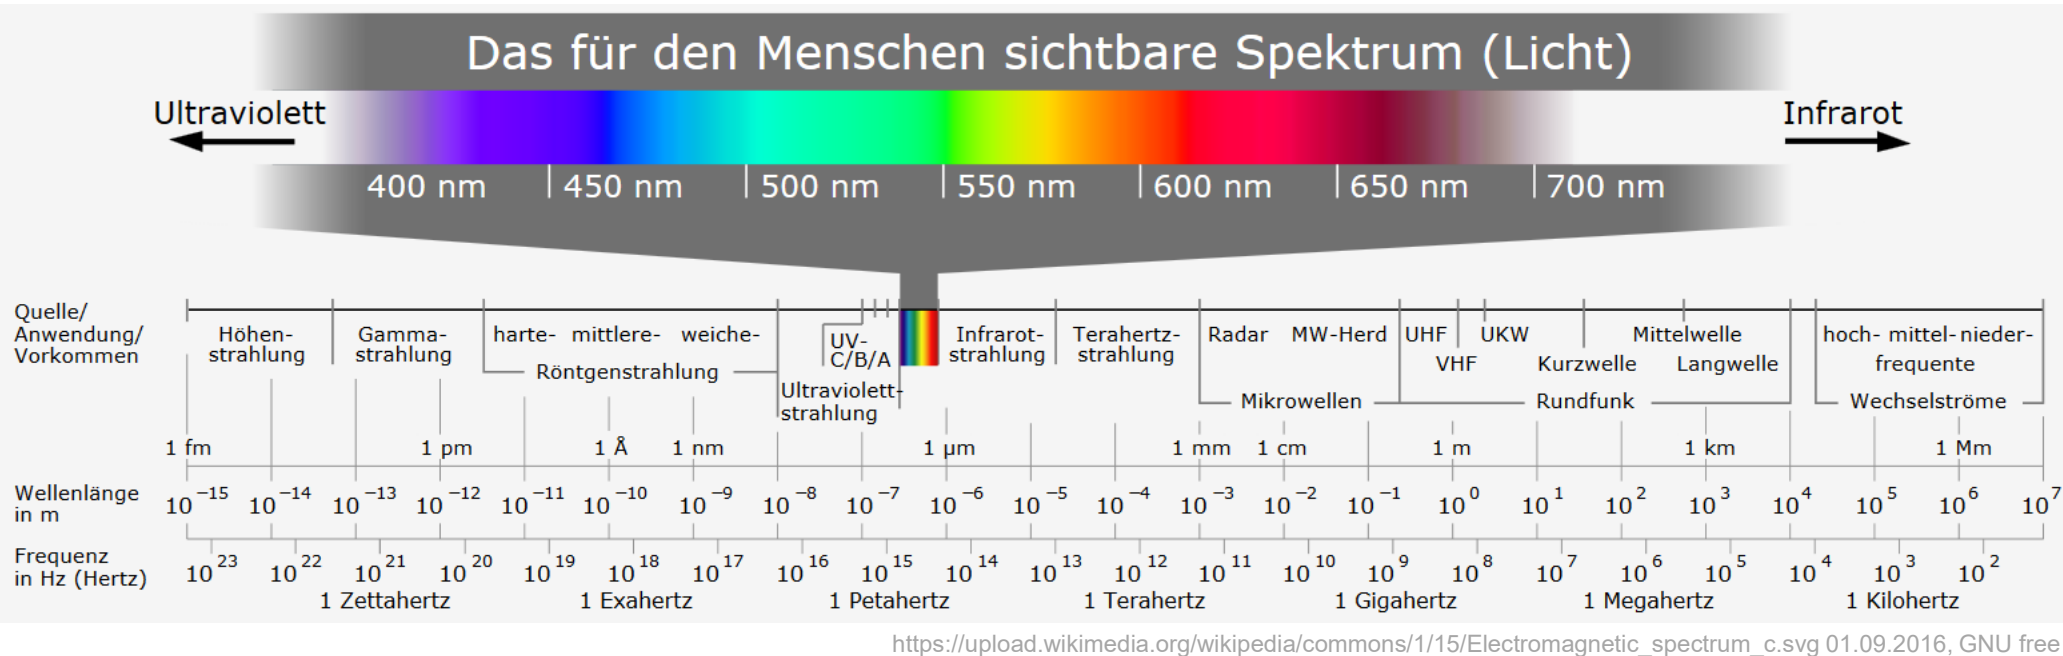 Das für den Menschen sichtbare Spektrum (Licht)
Ultraviolett
Infrarot
400 nm 450 nm 500 nm 550 nm 600 nm 650 nm 700 nm
Quelle/
Anwendung/
Vorkommen
Höhen-
strahlung
Gamma-
strahlung
harte- mittlere- weiche-
Röntgenstrahlung
UV-
C/B/A
Ultraviolett-
strahlung
Infrarot-
strahlung
Terahertz-
strahlung
Radar MW-Herd
Mikrowellen
UHF UKW Mittelwelle
VHF Kurzwelle Langwelle
Rundfunk
hoch- mittel- nieder-
frequente
Wechselströme
1 fm 1 pm 1 Å 1 nm 1 µm 1 mm 1 cm 1 m 1 km 1 Mm
Wellenlänge
in m
10⁻¹⁵ 10⁻¹⁴ 10⁻¹³ 10⁻¹² 10⁻¹¹ 10⁻¹⁰ 10⁻⁹ 10⁻⁸ 10⁻⁷ 10⁻⁶ 10⁻⁵ 10⁻⁴ 10⁻³ 10⁻² 10⁻¹ 10⁰ 10¹ 10² 10³ 10⁴ 10⁵ 10⁶ 10⁷
Frequenz
in Hz (Hertz)
10²³ 10²² 10²¹ 10²⁰ 10¹⁹ 10¹⁸ 10¹⁷ 10¹⁶ 10¹⁵ 10¹⁴ 10¹³ 10¹² 10¹¹ 10¹⁰ 10⁹ 10⁸ 10⁷ 10⁶ 10⁵ 10⁴ 10³ 10²
1 Zettahertz 1 Exahertz 1 Petahertz 1 Terahertz 1 Gigahertz 1 Megahertz 1 Kilohertz
https://upload.wikimedia.org/wikipedia/commons/1/15/Electromagnetic_spectrum_c.svg 01.09.2016, GNU free